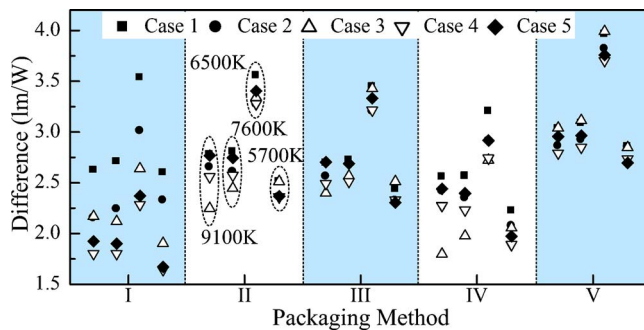 Case 1 Case 2 Case 3 Case 4 Case 5
4.0
3.5
3.0
2.5
2.0
1.5
Difference (lm/W)
6500K
7600K
5700K
9100K
I II III IV V
Packaging Method